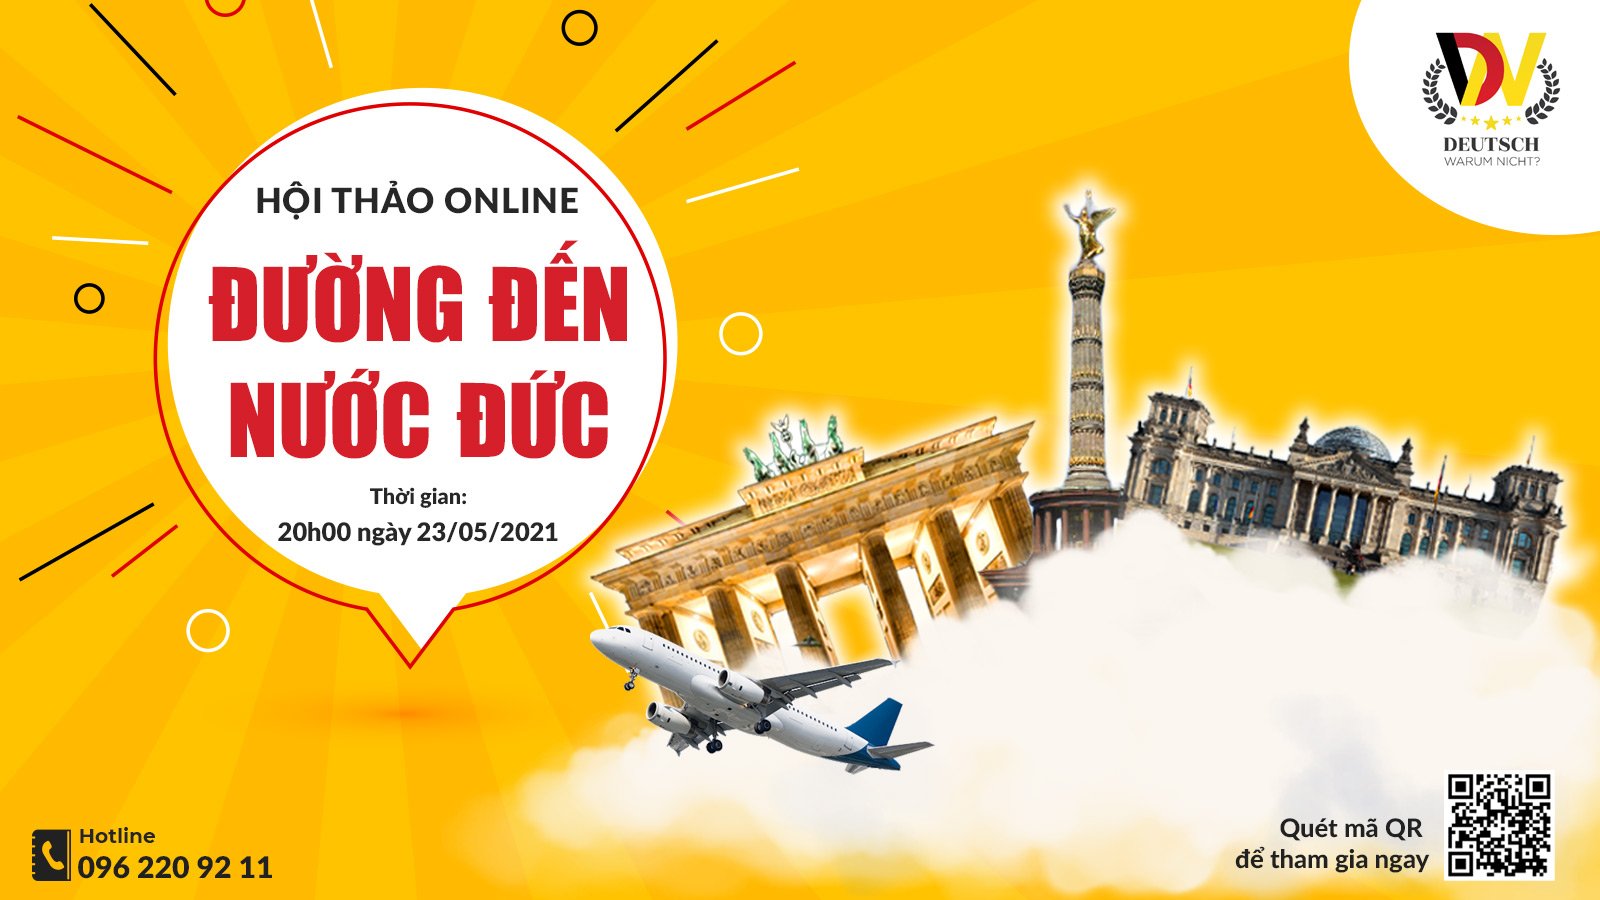 HỘI THẢO ONLINE
ĐƯỜNG ĐẾN
NƯỚC ĐỨC
Thời gian:
20h00 ngày 23/05/2021
DVN
DEUTSCH
WARUM NICHT?
Hotline
096 220 92 11
Quét mã QR
để tham gia ngay